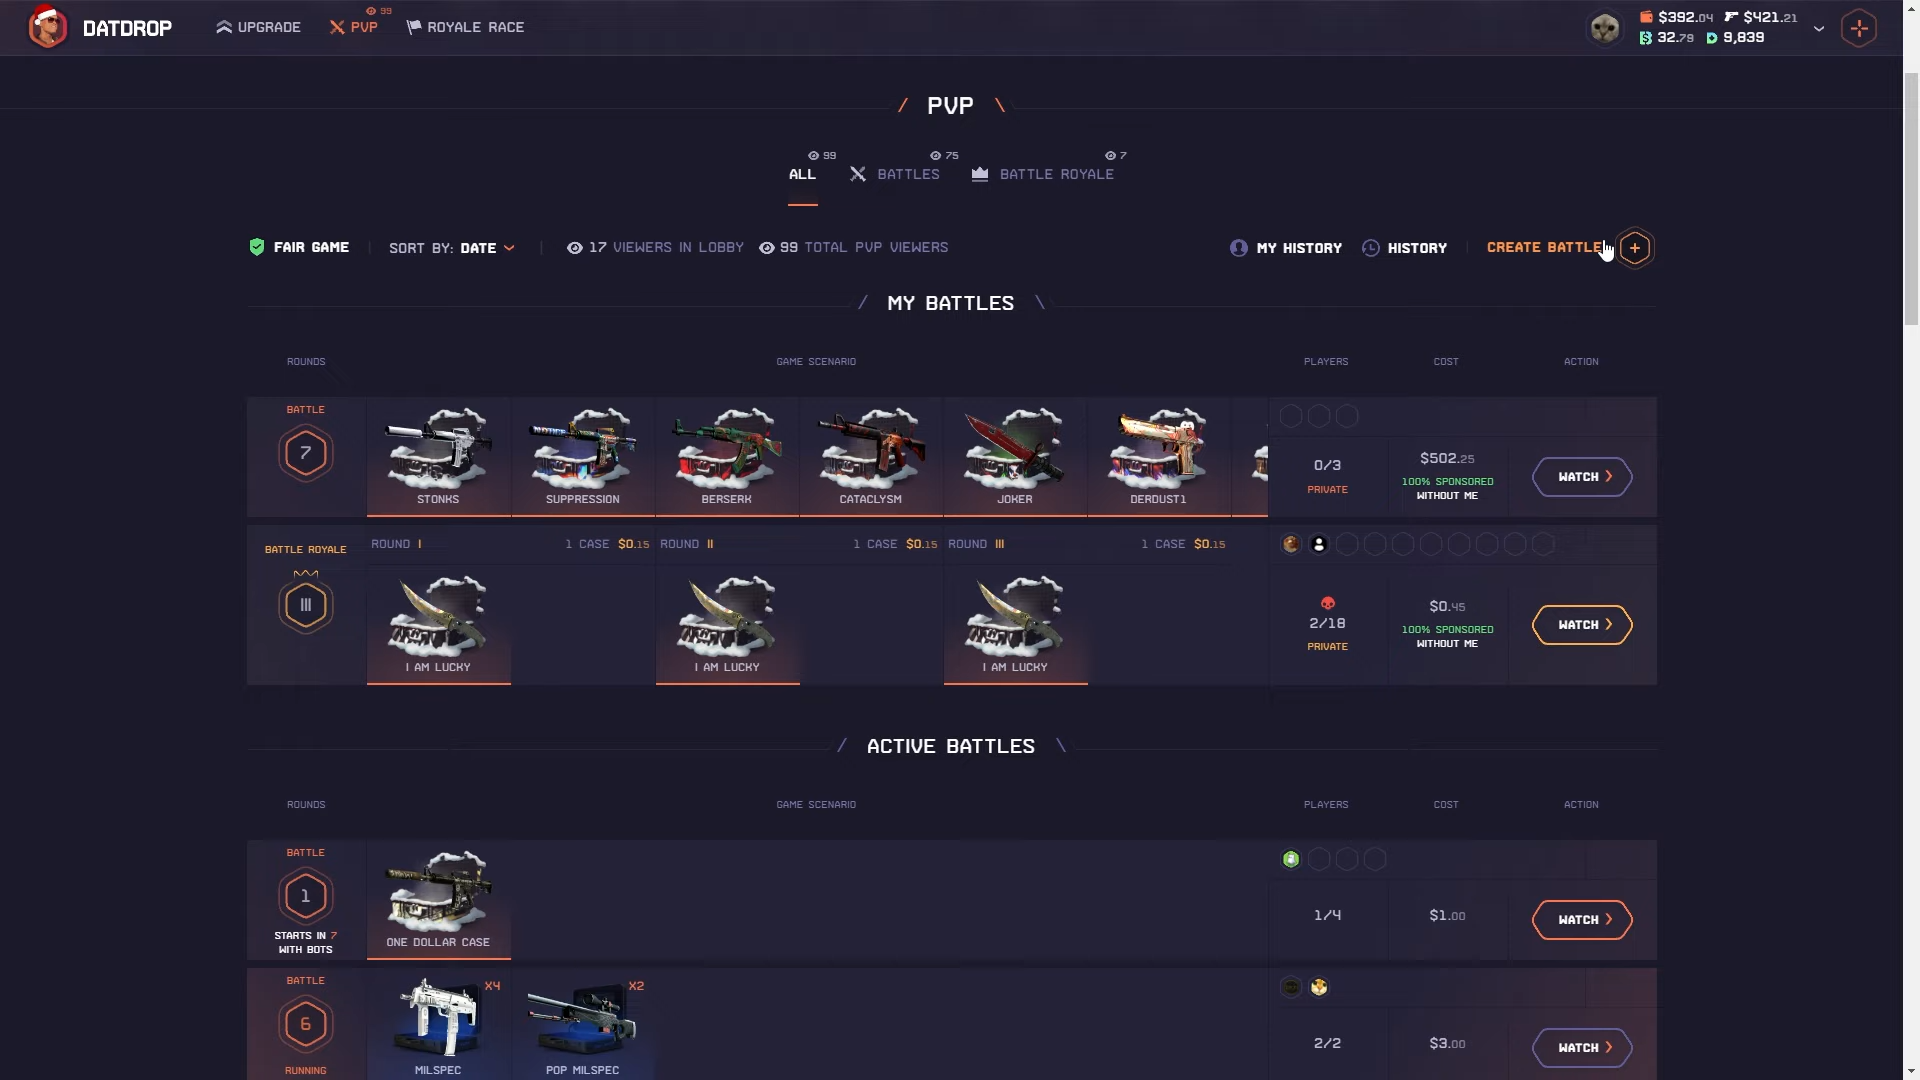 DATDROP
UPGRADE
99
PVP
ROYALE RACE
$392.04 $421.21
32.79 9,839
/ PVP \
99 75 7
ALL BATTLES BATTLE ROYALE
FAIR GAME SORT BY: DATE 17 VIEWERS IN LOBBY 99 TOTAL PVP VIEWERS MY HISTORY HISTORY CREATE BATTLE +
/ MY BATTLES \
ROUNDS GAME SCENARIO PLAYERS COST ACTION
BATTLE
7
STONKS SUPPRESSION BERSERK CATACLYSM JOKER DERDUST1
0/3
PRIVATE
$502.25
100% SPONSORED
WITHOUT ME
WATCH
BATTLE ROYALE
III
ROUND I 1 CASE $0.15 ROUND II 1 CASE $0.15 ROUND III 1 CASE $0.15
I AM LUCKY I AM LUCKY I AM LUCKY
2/18
PRIVATE
$0.45
100% SPONSORED
WITHOUT ME
WATCH
/ ACTIVE BATTLES \
ROUNDS GAME SCENARIO PLAYERS COST ACTION
BATTLE
1
STARTS IN 7
WITH BOTS
ONE DOLLAR CASE
1/4
$1.00
WATCH
BATTLE
6
RUNNING
X4 X2
MILSPEC POP MILSPEC
2/2
$3.00
WATCH